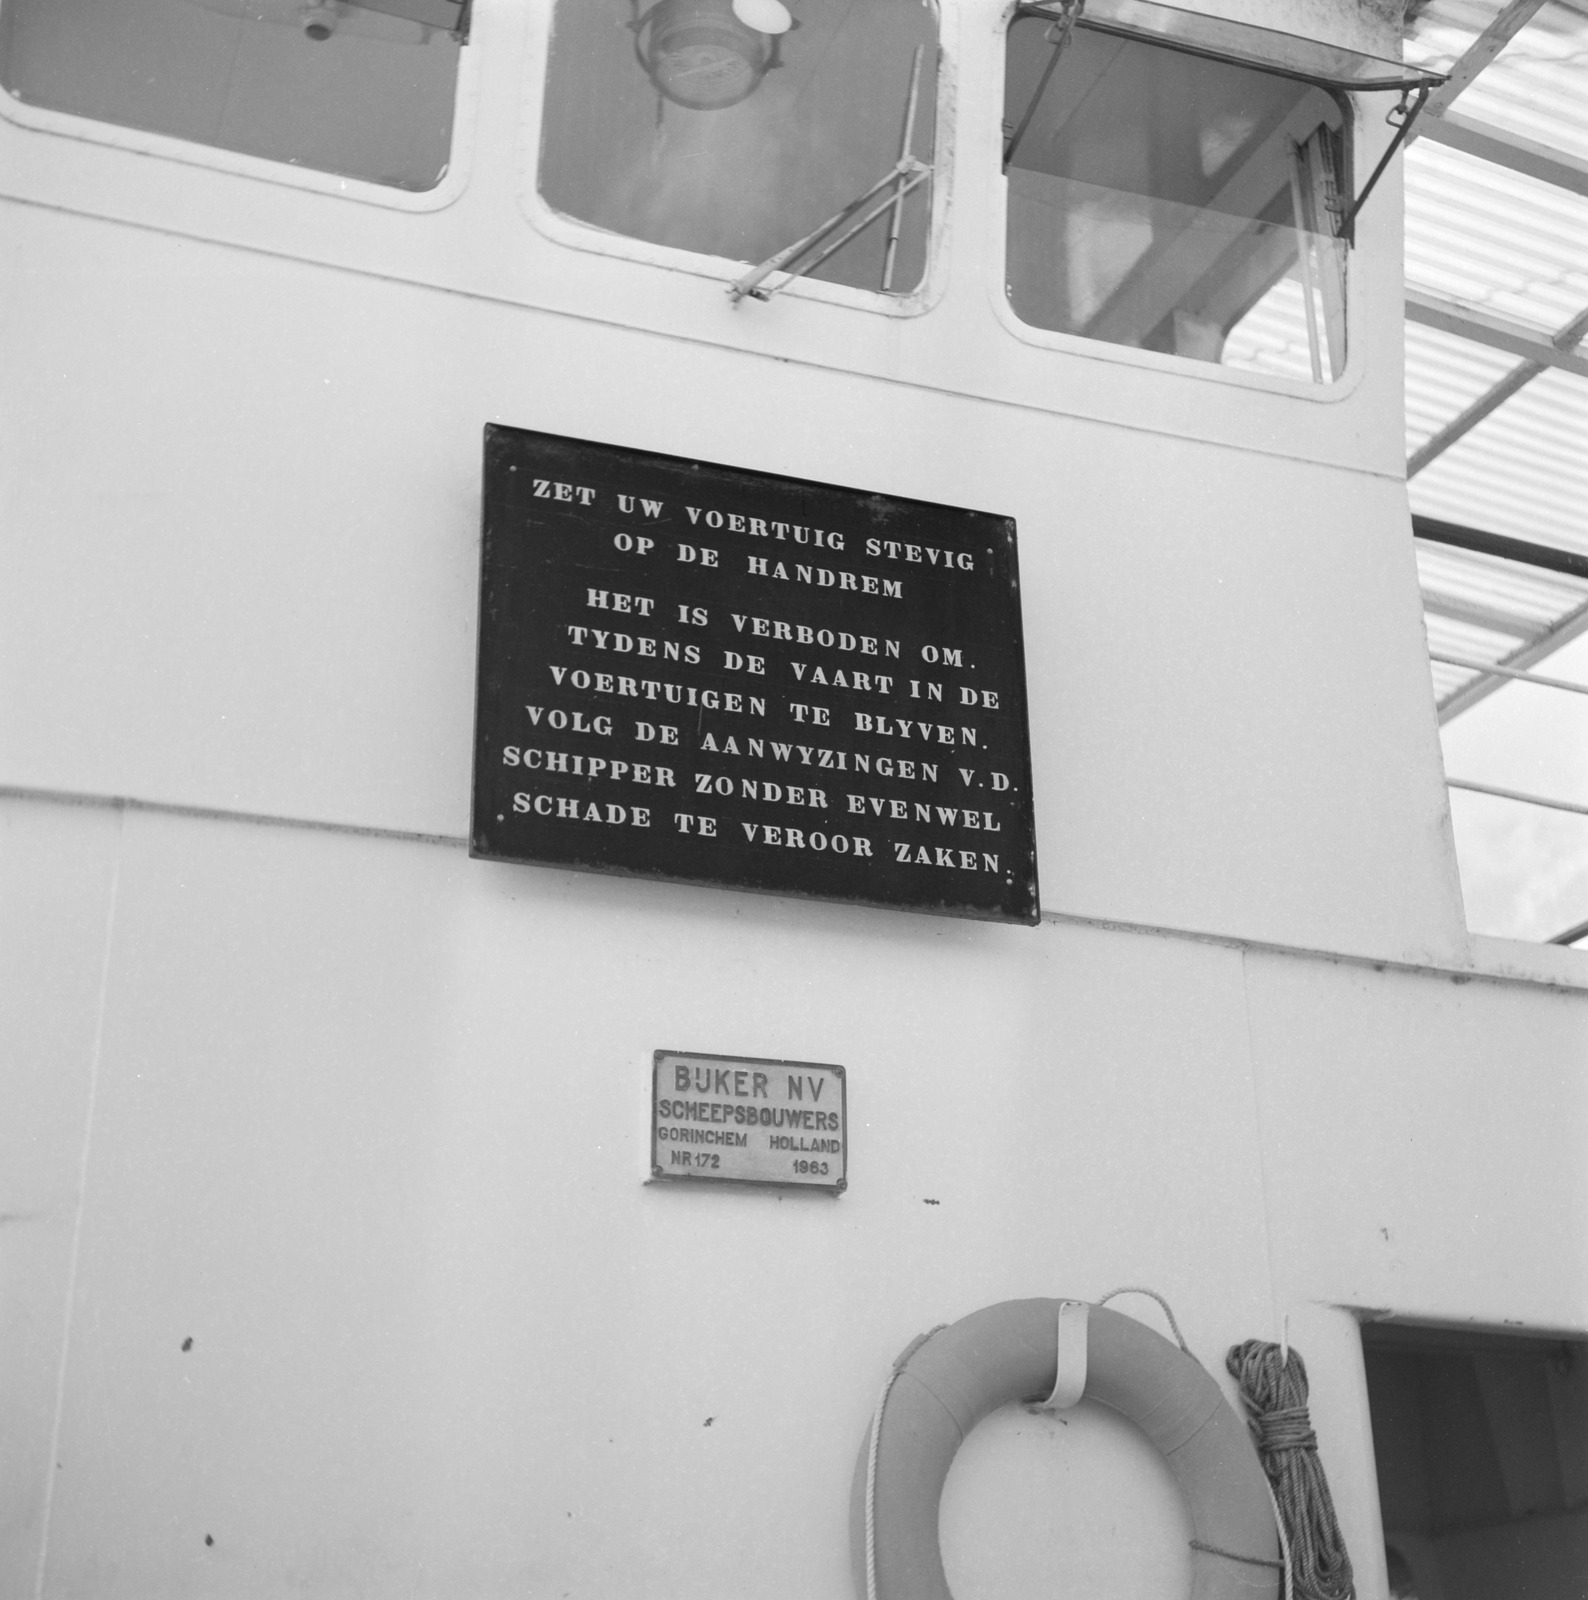 ZET UW VOERTUIG STEVIG
OP DE HANDREM
HET IS VERBODEN OM.
TYDENS DE VAART IN DE
VOERTUIGEN TE BLYVEN.
VOLG DE AANWYZINGEN V.D.
SCHIPPER ZONDER EVENWEL
SCHADE TE VEROOR ZAKEN.
BIJKER NV
SCHEEPSBOUWERS
GORINCHEM HOLLAND
NR 172 1963